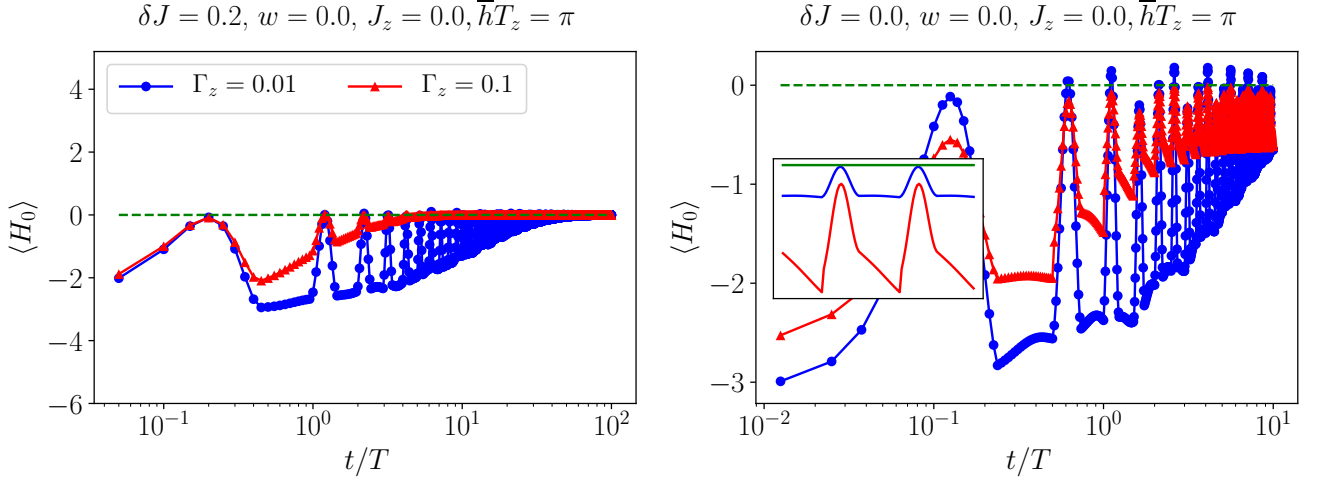 δJ = 0.2, w = 0.0, J_z = 0.0, h̅T_z = π
⟨H_0⟩
4
2
0
−2
−4
−6
Γ_z = 0.01
Γ_z = 0.1
10^{−1}
10^0
10^1
10^2
t/T
δJ = 0.0, w = 0.0, J_z = 0.0, h̅T_z = π
⟨H_0⟩
0
−1
−2
−3
10^{−2}
10^{−1}
10^0
10^1
t/T